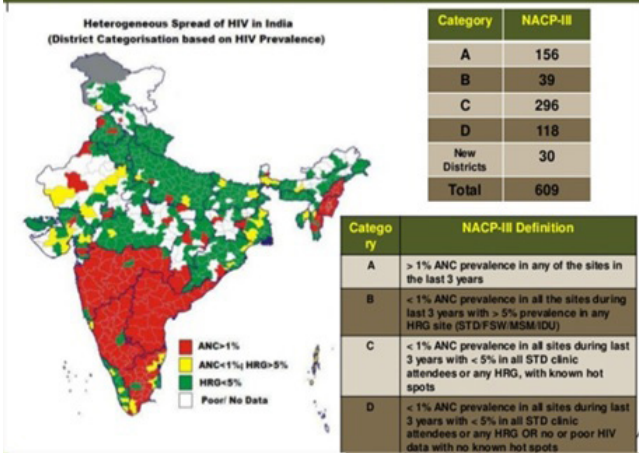 Heterogeneous Spread of HIV in India
(District Categorisation based on HIV Prevalence)
ANC>1%
ANC<1%; HRG>5%
HRG<5%
Poor/ No Data
Category NACP-III
A 156
B 39
C 296
D 118
New
Districts 30
Total 609
Catego
ry NACP-III Definition
A > 1% ANC prevalence in any of the sites in
the last 3 years
B < 1% ANC prevalence in all the sites during
last 3 years with > 5% prevalence in any
HRG site (STD/FSW/MSM/IDU)
C < 1% ANC prevalence in all sites during last
3 years with < 5% in all STD clinic
attendees or any HRG, with known hot
spots
D < 1% ANC prevalence in all sites during last
3 years with < 5% in all STD clinic
attendees or any HRG OR no or poor HIV
data with no known hot spots